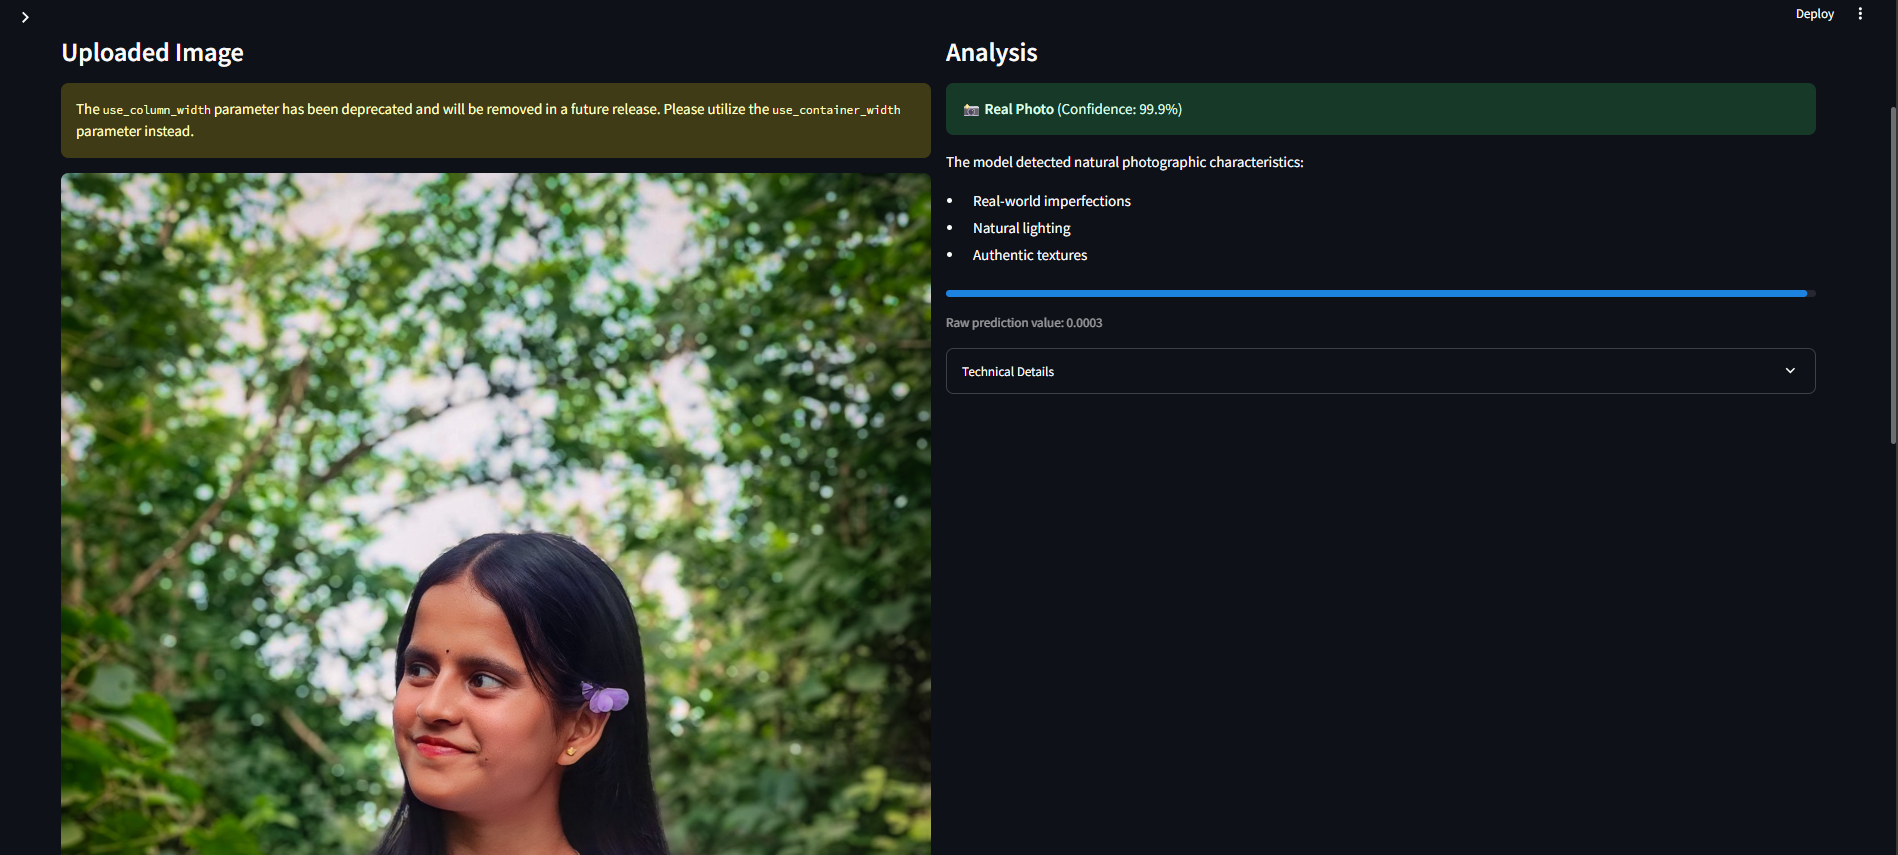 Deploy
Uploaded Image
The use_column_width parameter has been deprecated and will be removed in a future release. Please utilize the use_container_width
parameter instead.
Analysis
Real Photo (Confidence: 99.9%)
The model detected natural photographic characteristics:
Real-world imperfections
Natural lighting
Authentic textures
Raw prediction value: 0.0003
Technical Details